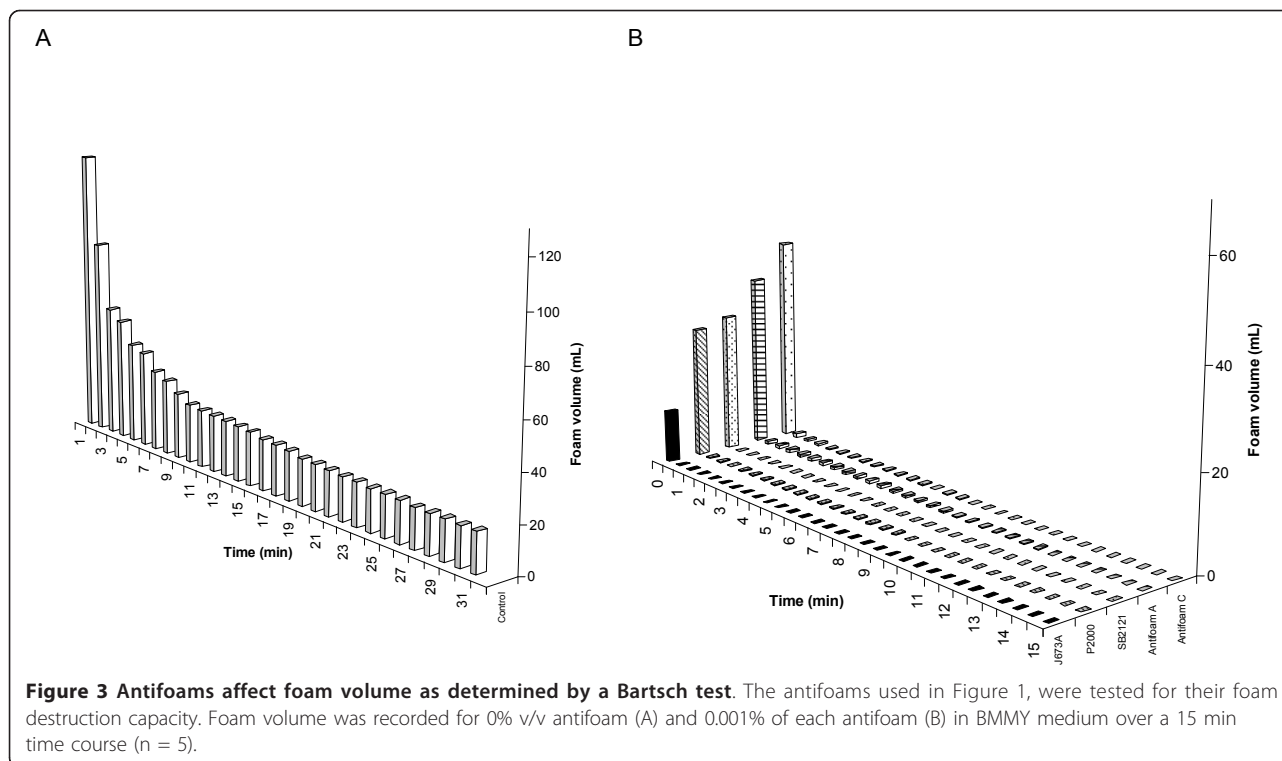 A
B
120
100
80
60
40
20
0
Foam volume (mL)
1
3
5
7
9
11
13
15
17
19
21
23
25
27
29
31
Time (min)
Control
60
40
20
0
Foam volume (mL)
0
1
2
3
4
5
6
7
8
9
10
11
12
13
14
15
Time (min)
J673A
P2000
SB2121
Antifoam A
Antifoam C
Figure 3 Antifoams affect foam volume as determined by a Bartsch test. The antifoams used in Figure 1, were tested for their foam
destruction capacity. Foam volume was recorded for 0% v/v antifoam (A) and 0.001% of each antifoam (B) in BMMY medium over a 15 min
time course (n = 5).